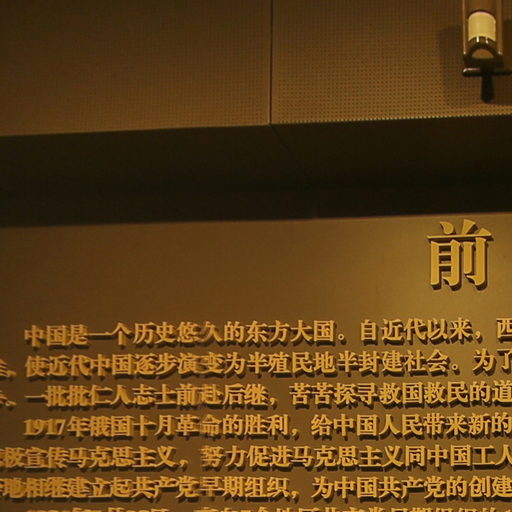 前
中国是一个历史悠久的东方大国。自近代以来，西
使近代中国逐步演变为半殖民地半封建社会。为了
一批批仁人志士前赴后继，苦苦探寻救国救民的道
1917年俄国十月革命的胜利，给中国人民带来新的
极宣传马克思主义，努力促进马克思主义同中国工人
地相继建立起共产党早期组织，为中国共产党的创建